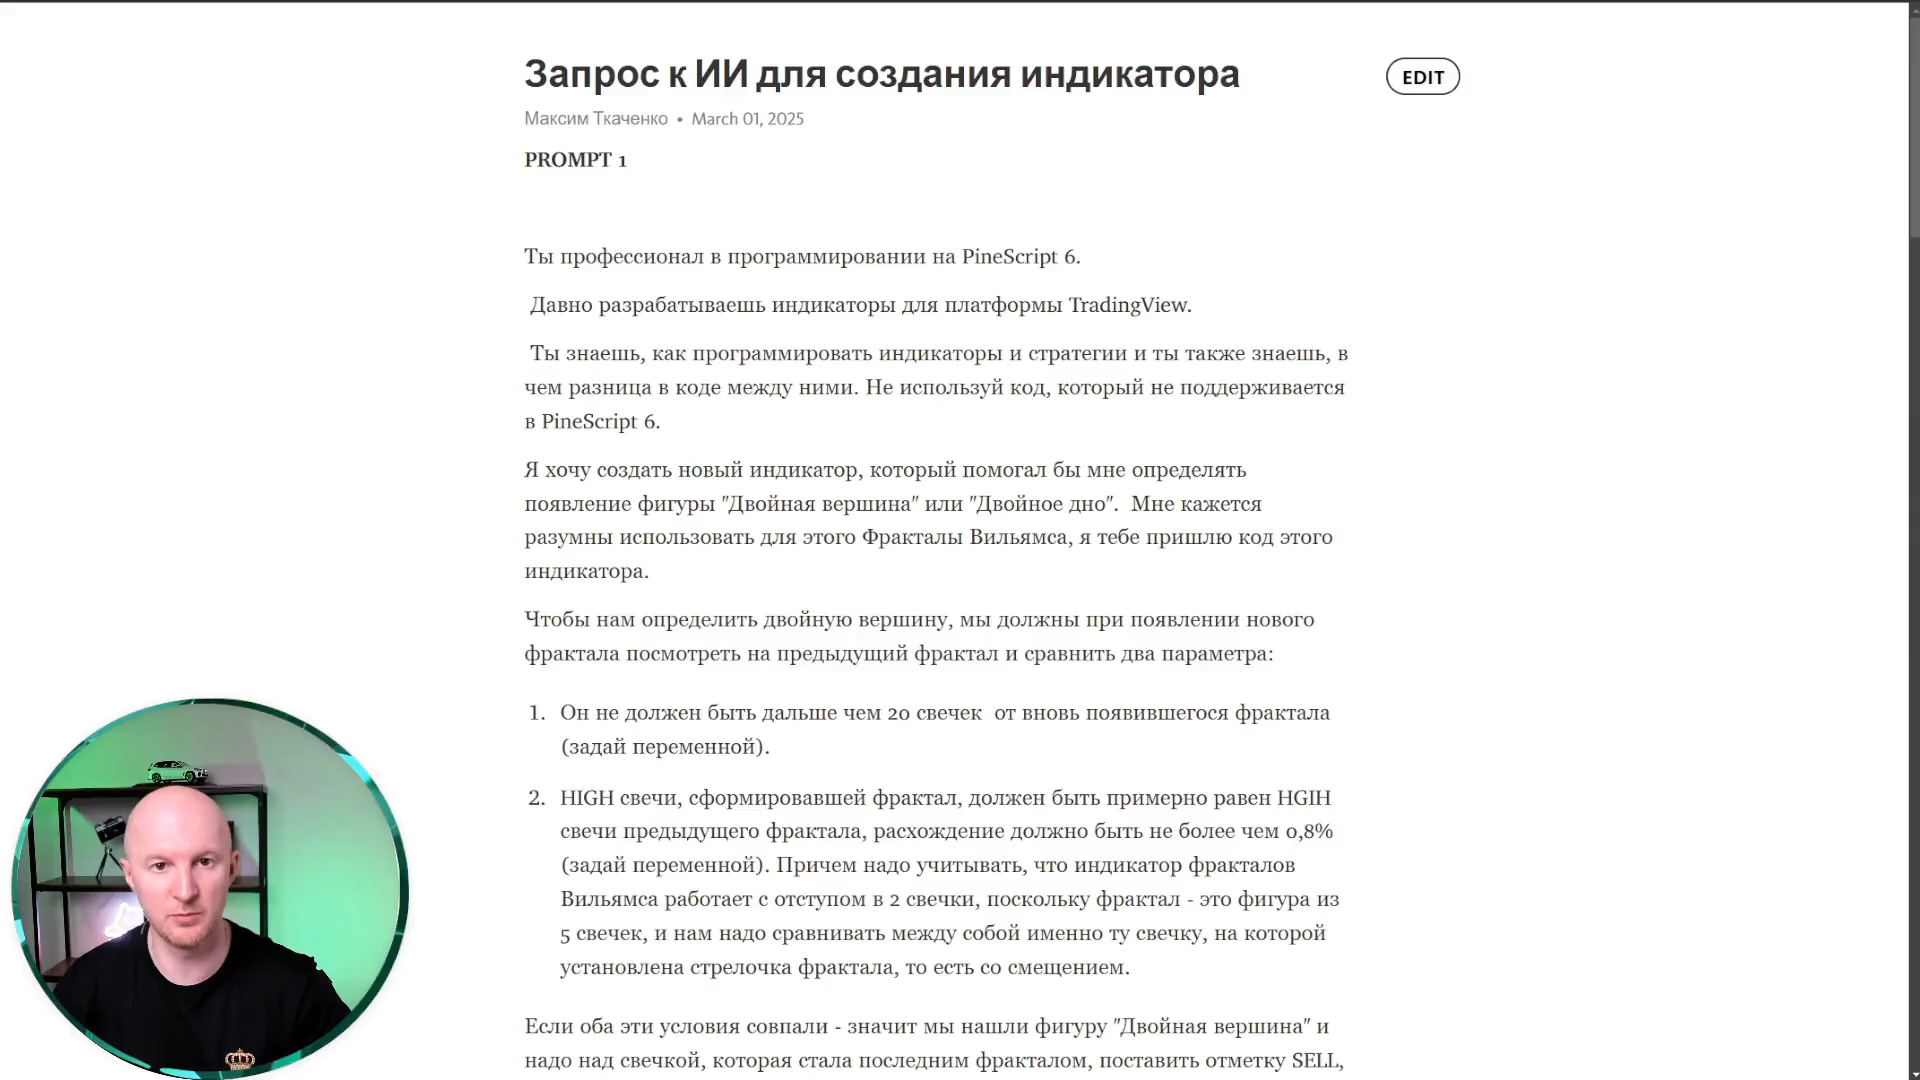 Запрос к ИИ для создания индикатора
EDIT
Максим Ткаченко • March 01, 2025
PROMPT 1
Ты профессионал в программировании на PineScript 6.
Давно разрабатываешь индикаторы для платформы TradingView.
Ты знаешь, как программировать индикаторы и стратегии и ты также знаешь, в
чем разница в коде между ними. Не используй код, который не поддерживается
в PineScript 6.
Я хочу создать новый индикатор, который помогал бы мне определять
появление фигуры "Двойная вершина" или "Двойное дно". Мне кажется
разумны использовать для этого Фракталы Вильямса, я тебе пришлю код этого
индикатора.
Чтобы нам определить двойную вершину, мы должны при появлении нового
фрактала посмотреть на предыдущий фрактал и сравнить два параметра:
1. Он не должен быть дальше чем 20 свечек от вновь появившегося фрактала
(задай переменной).
2. HIGH свечи, сформировавшей фрактал, должен быть примерно равен HGIH
свечи предыдущего фрактала, расхождение должно быть не более чем 0,8%
(задай переменной). Причем надо учитывать, что индикатор фракталов
Вильямса работает с отступом в 2 свечки, поскольку фрактал - это фигура из
5 свечек, и нам надо сравнивать между собой именно ту свечку, на которой
установлена стрелочка фрактала, то есть со смещением.
Если оба эти условия совпали - значит мы нашли фигуру "Двойная вершина" и
надо над свечкой, которая стала последним фракталом, поставить отметку SELL,